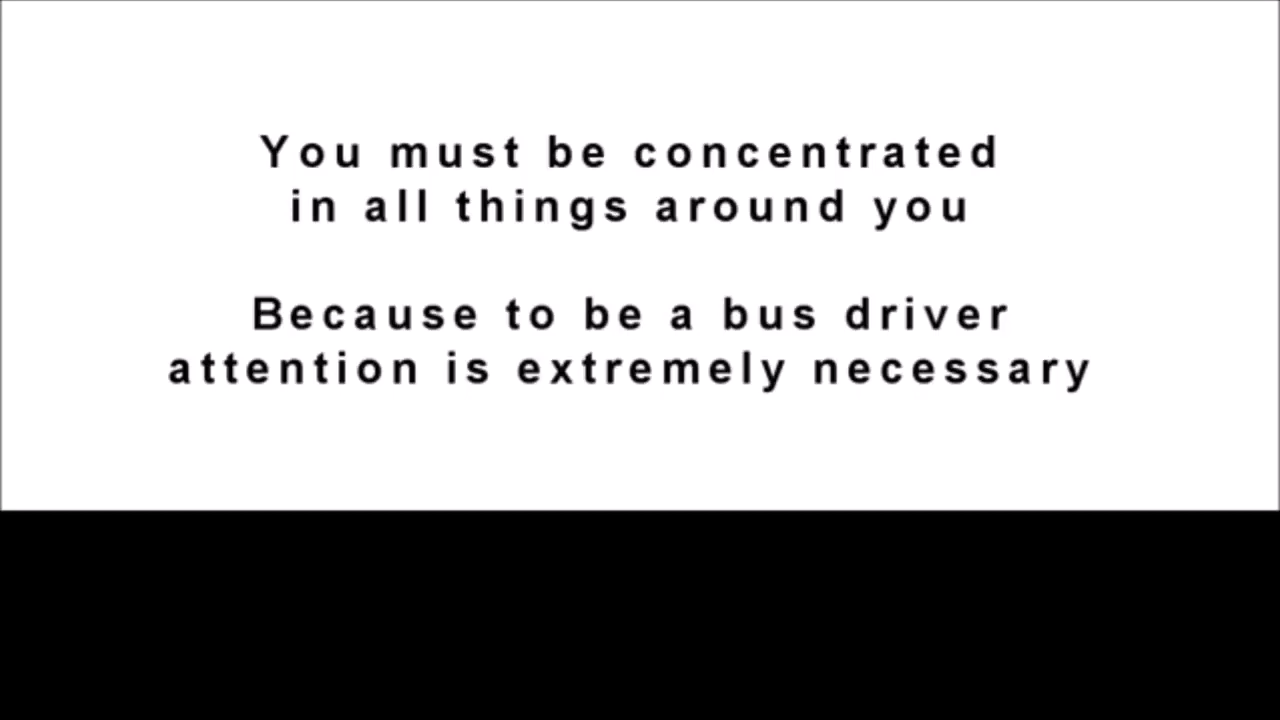 You must be concentrated
in all things around you
Because to be a bus driver
attention is extremely necessary